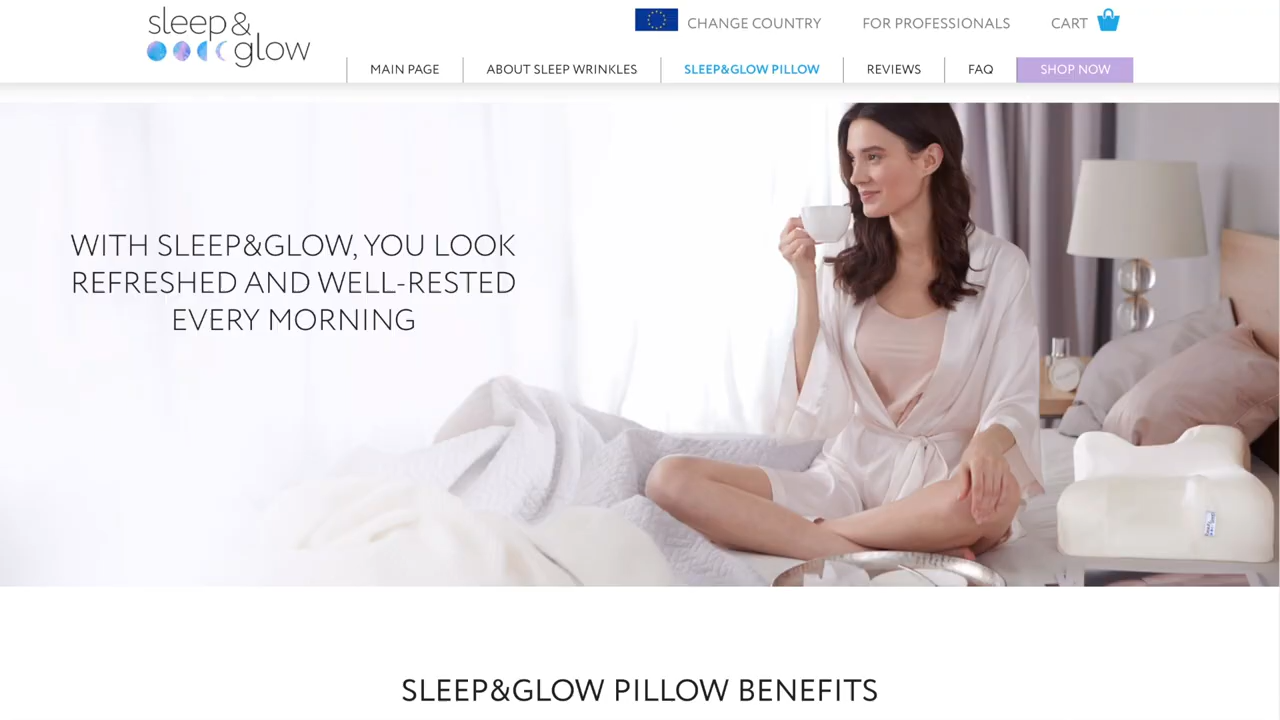 sleep &
glow
CHANGE COUNTRY
FOR PROFESSIONALS
CART
MAIN PAGE
ABOUT SLEEP WRINKLES
SLEEP&GLOW PILLOW
REVIEWS
FAQ
SHOP NOW
WITH SLEEP&GLOW, YOU LOOK
REFRESHED AND WELL-RESTED
EVERY MORNING
SLEEP&GLOW PILLOW BENEFITS